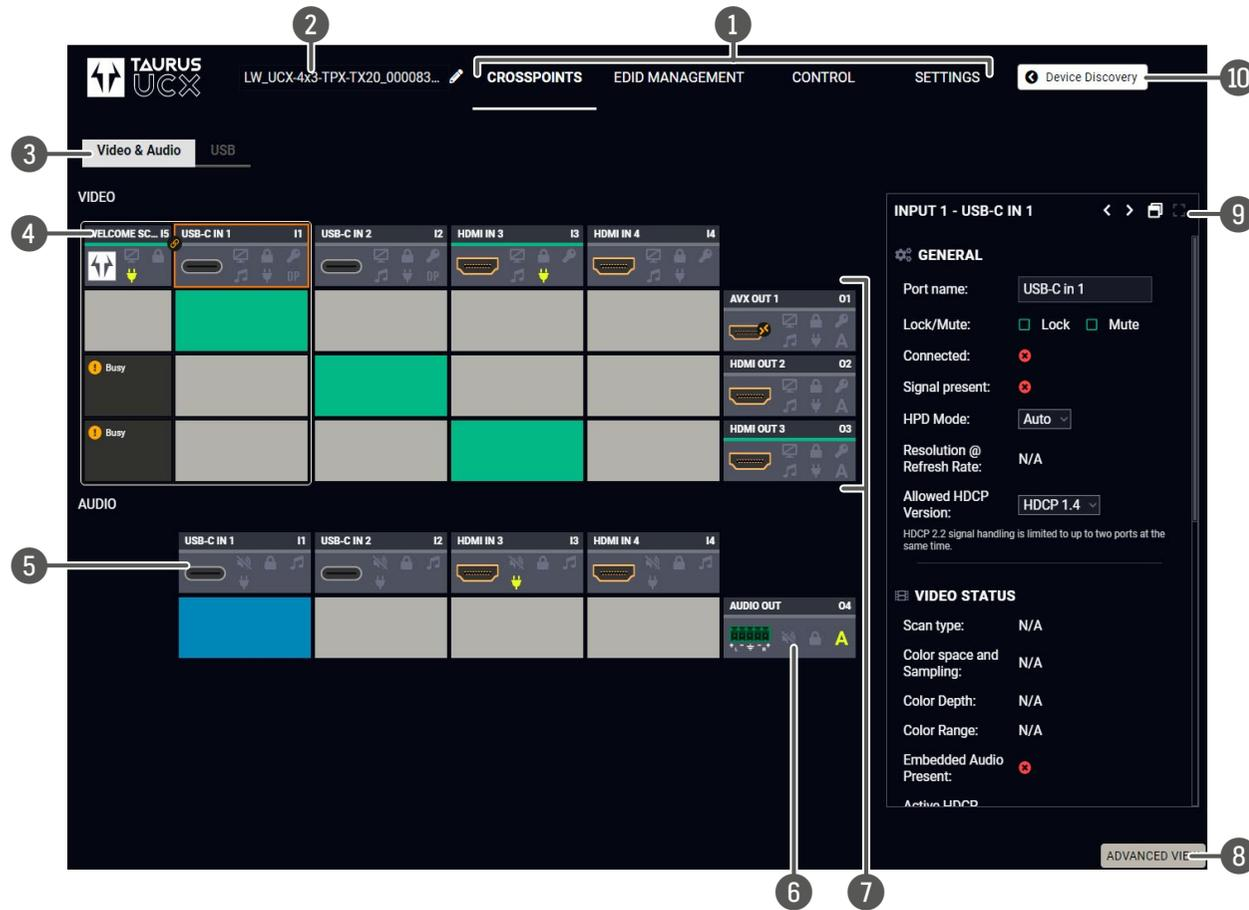 2
1
TAURUS
UCX
LW_UCX-4x3-TPX-TX20_000083...
CROSSPOINTS
EDID MANAGEMENT
CONTROL
SETTINGS
Device Discovery
10
3
Video & Audio
USB
VIDEO
4
WELCOME SC... I5
USB-C IN 1 I1
USB-C IN 2 I2
HDMI IN 3 I3
HDMI IN 4 I4
DP
DP
AVX OUT 1 O1
A
Busy
HDMI OUT 2 O2
A
Busy
HDMI OUT 3 O3
A
AUDIO
5
USB-C IN 1 I1
USB-C IN 2 I2
HDMI IN 3 I3
HDMI IN 4 I4
AUDIO OUT O4
A
+ L - - R +
INPUT 1 - USB-C IN 1
9
GENERAL
Port name: USB-C in 1
Lock/Mute: Lock Mute
Connected:
Signal present:
HPD Mode: Auto
Resolution @
Refresh Rate: N/A
Allowed HDCP
Version: HDCP 1.4
HDCP 2.2 signal handling is limited to up to two ports at the
same time.
VIDEO STATUS
Scan type: N/A
Color space and
Sampling: N/A
Color Depth: N/A
Color Range: N/A
Embedded Audio
Present:
Active HDCP
ADVANCED VIE
8
6
7